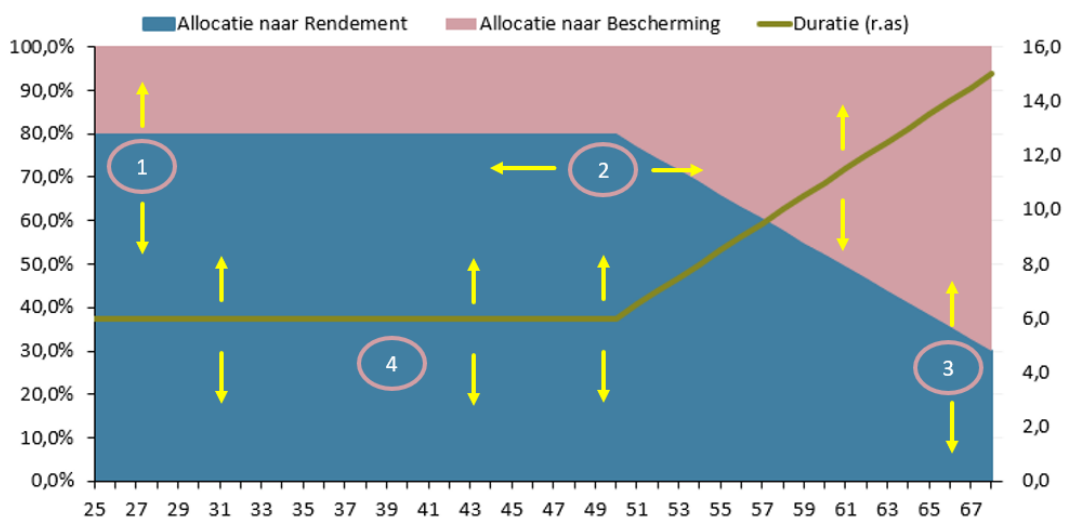 Allocatie naar Rendement Allocatie naar Bescherming Duratie (r.as)
100,0% 16,0
90,0% 14,0
80,0%
1 2 12,0
70,0%
60,0% 10,0
50,0% 8,0
40,0% 6,0
30,0% 4 3 4,0
20,0%
10,0% 2,0
0,0% 0,0
25 27 29 31 33 35 37 39 41 43 45 47 49 51 53 55 57 59 61 63 65 67